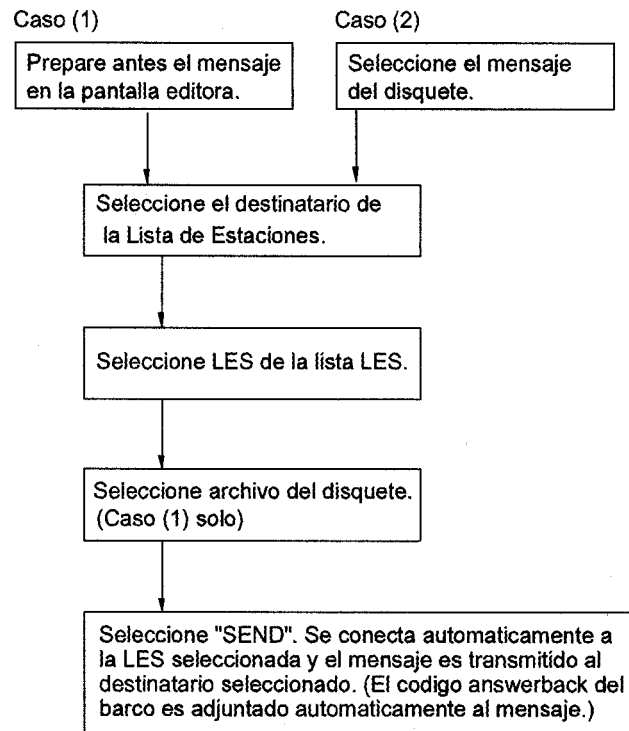 Caso (1)
Caso (2)
Prepare antes el mensaje
en la pantalla editora.
Seleccione el mensaje
del disquete.
Seleccione el destinatario de
la Lista de Estaciones.
Seleccione LES de la lista LES.
Seleccione archivo del disquete.
(Caso (1) solo)
Seleccione "SEND". Se conecta automaticamente a
la LES seleccionada y el mensaje es transmitido al
destinatario seleccionado. (El codigo answerback del
barco es adjuntado automaticamente al mensaje.)